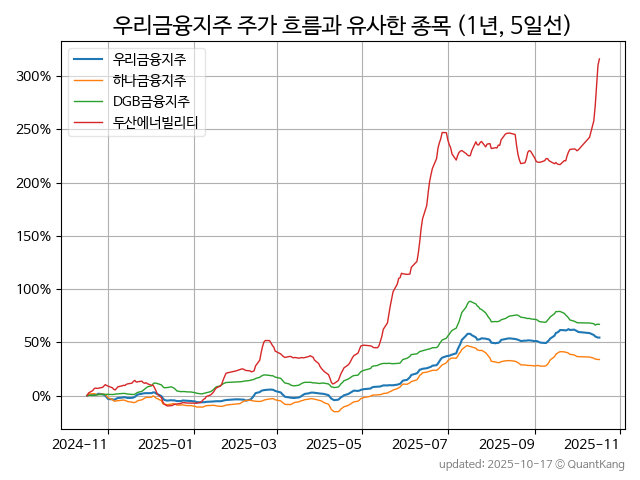 우리금융지주 주가 흐름과 유사한 종목 (1년, 5일선)
우리금융지주
하나금융지주
DGB금융지주
두산에너빌리티
300%
250%
200%
150%
100%
50%
0%
2024-11 2025-01 2025-03 2025-05 2025-07 2025-09 2025-11
updated: 2025-10-17 © QuantKang